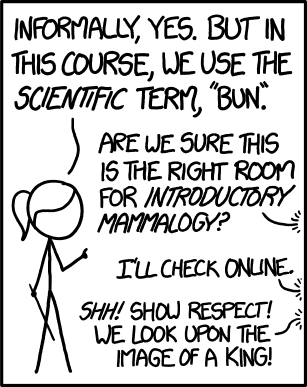 INFORMALLY, YES. BUT IN
THIS COURSE, WE USE THE
SCIENTIFIC TERM, "BUN."
ARE WE SURE THIS
IS THE RIGHT ROOM
FOR INTRODUCTORY
MAMMALOGY?
I'LL CHECK ONLINE.
SHH! SHOW RESPECT!
WE LOOK UPON THE
IMAGE OF A KING!